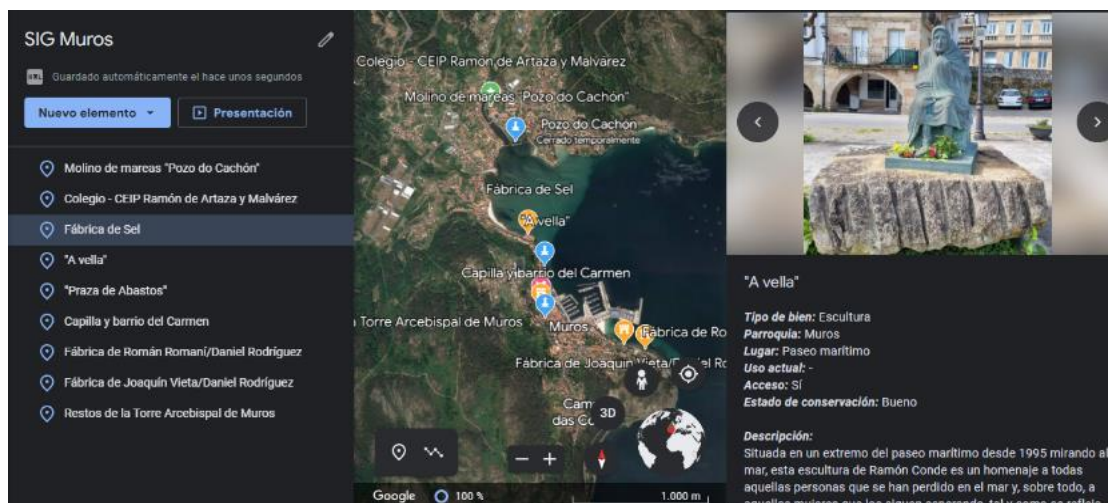 SIG Muros
Guardado automáticamente el hace unos segundos
Nuevo elemento
Presentación
Molino de mareas "Pozo do Cachón"
Colegio - CEIP Ramón de Artaza y Malvárez
Fábrica de Sel
"A vella"
"Praza de Abastos"
Capilla y barrio del Carmen
Fábrica de Román Romaní/Daniel Rodríguez
Fábrica de Joaquín Vieta/Daniel Rodríguez
Restos de la Torre Arcebispal de Muros
Colegio - CEIP Ramón de Artaza y Malvarez
Molino de mareas "Pozo do Cachón"
Pozo do Cachón
Cerrado temporalmente
Fábrica de Sel
"A vella"
Capilla y barrio del Carmen
Torre Arcebispal de Muros
Muros
Fábrica de Ro
Fábrica de Joaquín Vieta/Daniel Ro
Cam
das Co
3D
Google
100 %
1.000 m
"A vella"
Tipo de bien: Escultura
Parroquia: Muros
Lugar: Paseo marítimo
Uso actual: -
Acceso: Sí
Estado de conservación: Bueno
Descripción:
Situada en un extremo del paseo marítimo desde 1995 mirando al
mar, esta escultura de Ramón Conde es un homenaje a todas
aquellas personas que se han perdido en el mar y, sobre todo, a